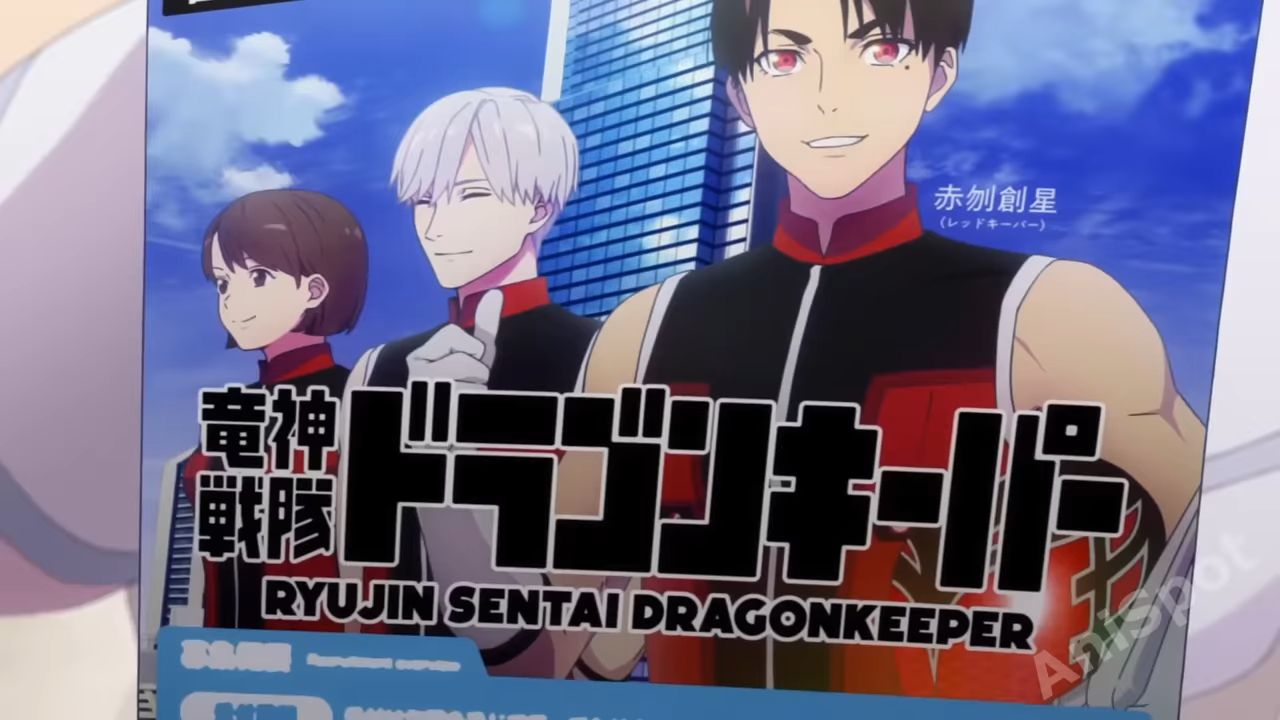 赤刎創星
(レッドキーパー)
竜神
戦隊
ドラゴンキーパー
RYUJIN SENTAI DRAGONKEEPER
AniSpot